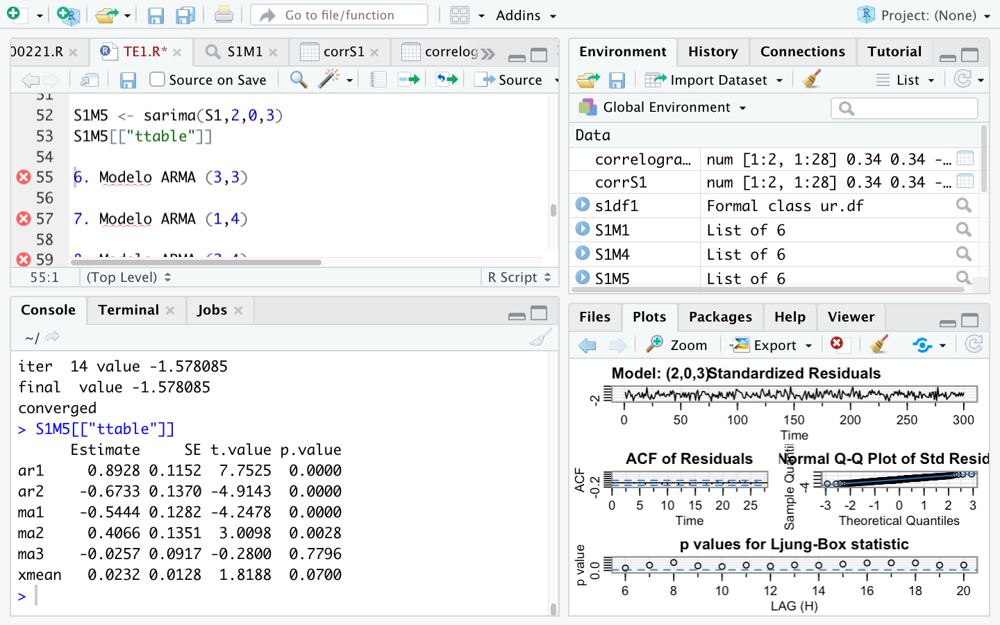 Go to file/function
Addins
Project: (None)
00221.R
TE1.R*
S1M1
corrS1
correlog
Source on Save
Source
51
52 S1M5 <- sarima(S1,2,0,3)
53 S1M5[["ttable"]]
54
55 6. Modelo ARMA (3,3)
56
57 7. Modelo ARMA (1,4)
58
59 8. Modelo ARMA (2,4)
55:1 (Top Level) R Script
Console Terminal Jobs
~/
iter  14 value -1.578085
final  value -1.578085
converged
> S1M5[["ttable"]]
Estimate SE t.value p.value
ar1 0.8928 0.1152 7.7525 0.0000
ar2 -0.6733 0.1370 -4.9143 0.0000
ma1 -0.5444 0.1282 -4.2478 0.0000
ma2 0.4066 0.1351 3.0098 0.0028
ma3 -0.0257 0.0917 -0.2800 0.7796
xmean 0.0232 0.0128 1.8188 0.0700
>
Environment History Connections Tutorial
Import Dataset
List
Global Environment
Data
correlogra… num [1:2, 1:28] 0.34 0.34 -…
corrS1 num [1:2, 1:28] 0.34 0.34 -…
s1df1 Formal class ur.df
S1M1 List of 6
S1M4 List of 6
S1M5 List of 6
Files Plots Packages Help Viewer
Zoom
Export
Model: (2,0,3)
Standardized Residuals
-2
0 50 100 150 200 250 300
Time
ACF of Residuals
ACF
-0.2
0 5 10 15 20 25
Time
Normal Q-Q Plot of Std Resid
Sample Quanti
-4
-3 -2 -1 0 1 2 3
Theoretical Quantiles
p values for Ljung-Box statistic
p value
0.0
6 8 10 12 14 16 18 20
LAG (H)